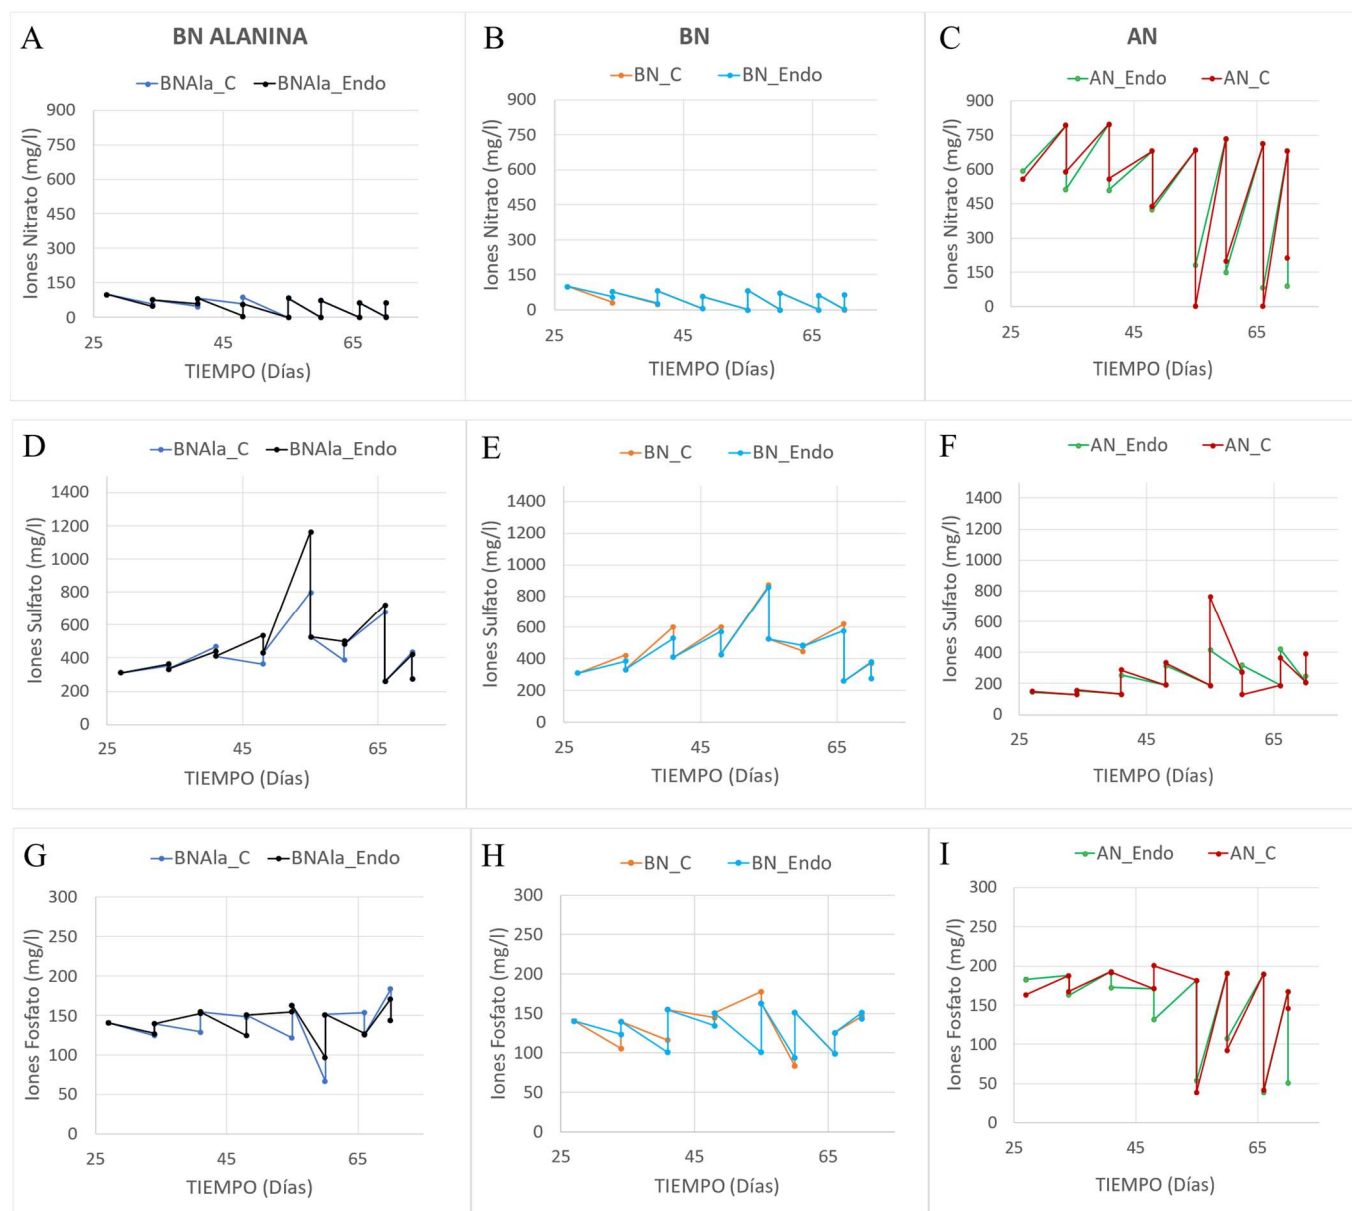 A
BN ALANINA
BNAla_C BNAla_Endo
Iones Nitrato (mg/l)
900
750
600
450
300
150
0
25 45 65
TIEMPO (Días)
B
BN
BN_C BN_Endo
Iones Nitrato (mg/l)
900
750
600
450
300
150
0
25 45 65
TIEMPO (Días)
C
AN
AN_Endo AN_C
Iones Nitrato (mg/l)
900
750
600
450
300
150
0
25 45 65
TIEMPO (Días)
D
BNAla_C BNAla_Endo
Iones Sulfato (mg/l)
1400
1200
1000
800
600
400
200
0
25 45 65
TIEMPO (Días)
E
BN_C BN_Endo
Iones Sulfato (mg/l)
1400
1200
1000
800
600
400
200
0
25 45 65
TIEMPO (Días)
F
AN_Endo AN_C
Iones Sulfato (mg/l)
1400
1200
1000
800
600
400
200
0
25 45 65
TIEMPO (Días)
G
BNAla_C BNAla_Endo
Iones Fosfato (mg/l)
300
250
200
150
100
50
0
25 45 65
TIEMPO (Días)
H
BN_C BN_Endo
Iones Fosfato (mg/l)
300
250
200
150
100
50
0
25 45 65
TIEMPO (Días)
I
AN_Endo AN_C
Iones Fosfato (mg/l)
300
250
200
150
100
50
0
25 45 65
TIEMPO (Días)